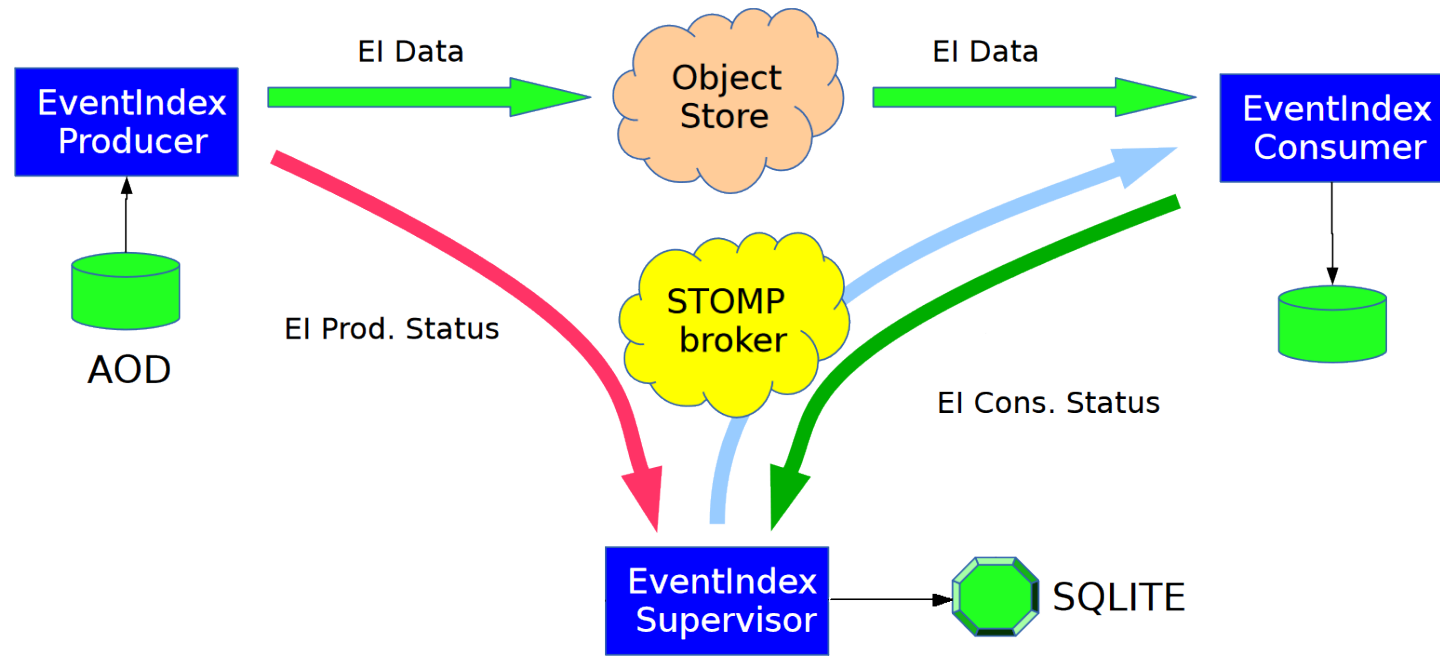 EI Data
EI Data
Object
Store
EventIndex
Producer
EventIndex
Consumer
STOMP
broker
EI Prod. Status
AOD
EI Cons. Status
EventIndex
Supervisor
SQLITE